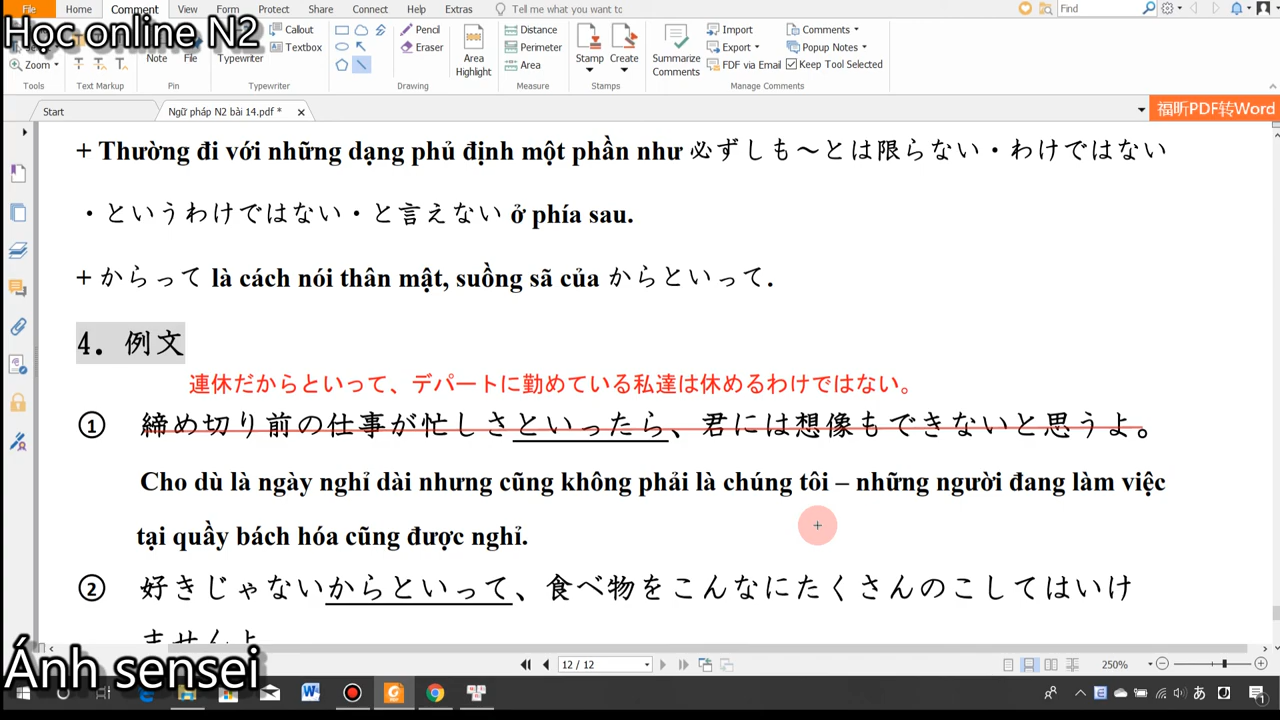 File Home Comment View Form Protect Share Connect Help Extras Tell me what you want tc Find
Học online N2
Callout Pencil Distance Import Comments
Textbox Eraser Perimeter Export Popup Notes
Zoom Note File Typewriter Area Highlight Area Stamp Create Summarize Comments FDF via Email Keep Tool Selected
Tools Text Markup Pin Typewriter Drawing Measure Stamps Manage Comments
Start Ngữ pháp N2 bài 14.pdf * 福昕PDF转Word
+ Thường đi với những dạng phủ định một phần như 必ずしも～とは限らない・わけではない
・というわけではない・と言えない ở phía sau.
+ からって là cách nói thân mật, suồng sã của からといって.
4．例文
連休だからといって、デパートに勤めている私達は休めるわけではない。
① 締め切り前の仕事が忙しさといったら、君には想像もできないと思うよ。
Cho dù là ngày nghỉ dài nhưng cũng không phải là chúng tôi – những người đang làm việc
tại quầy bách hóa cũng được nghỉ.
② 好きじゃないからといって、食べ物をこんなにたくさんのこしてはいけ
ませんよ
Ánh sensei
12 / 12 250%
あ
1